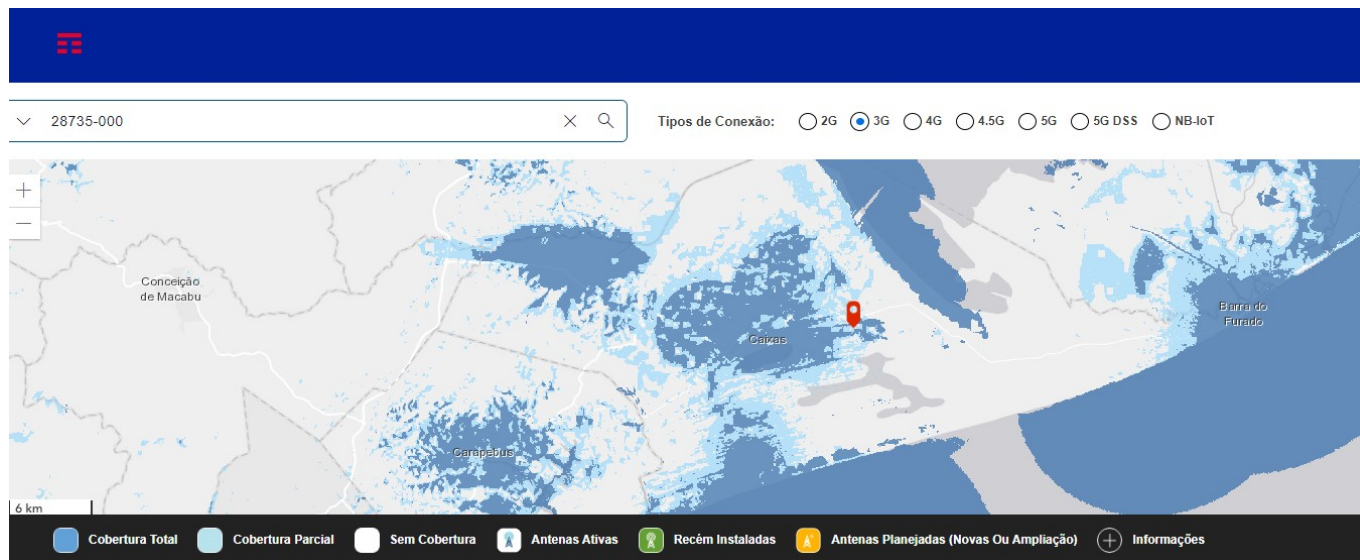 28735-000
Tipos de Conexão:
2G
3G
4G
4.5G
5G
5G DSS
NB-IoT
Conceição
de Macabu
Caixas
Barra do
Furado
Carapebus
6 km
Cobertura Total
Cobertura Parcial
Sem Cobertura
Antenas Ativas
Recém Instaladas
Antenas Planejadas (Novas Ou Ampliação)
Informações